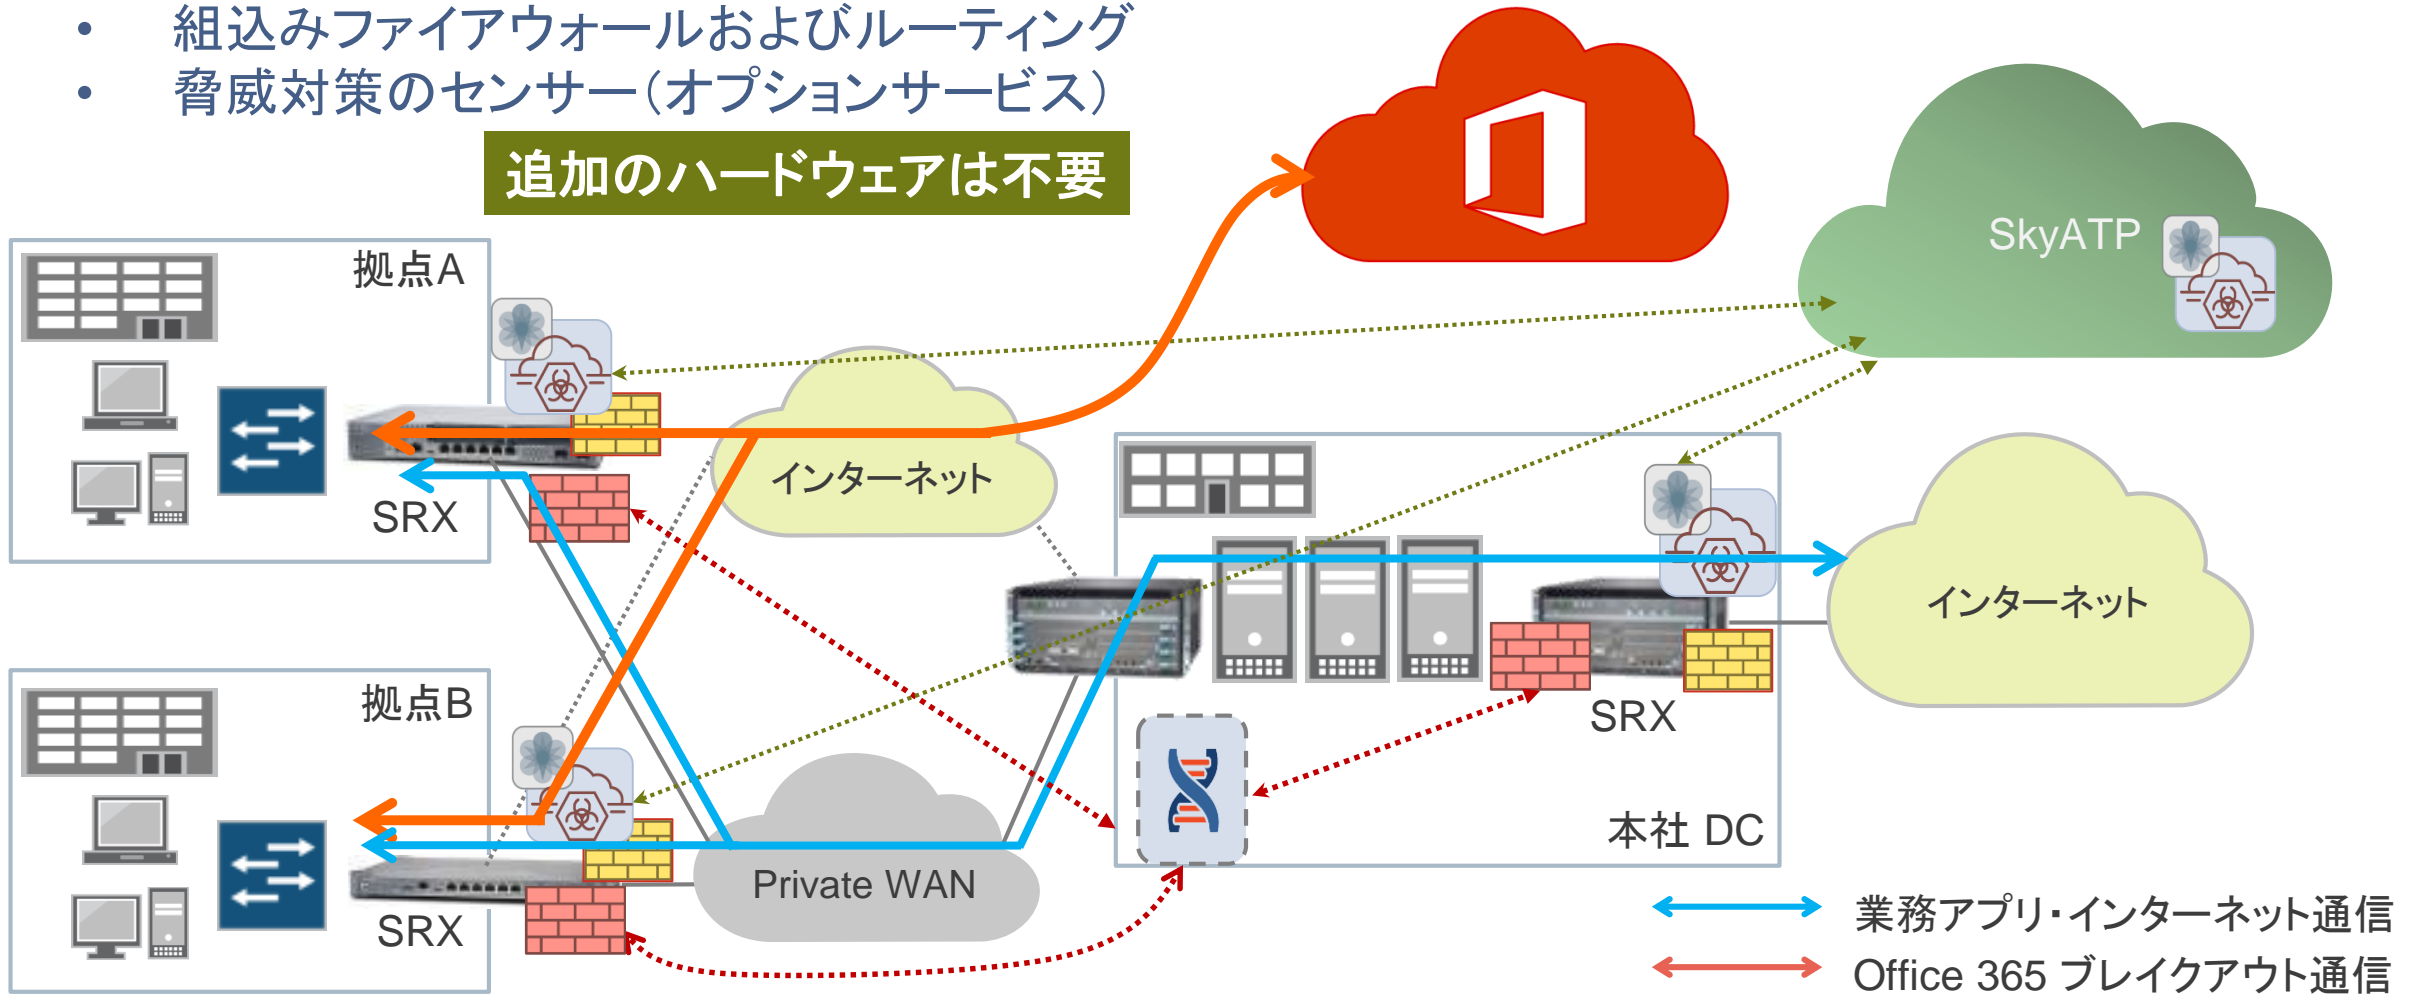 • 組込みファイアウォールおよびルーティング
• 脅威対策のセンサー（オプションサービス）
追加のハードウェアは不要
SkyATP
拠点A
インターネット
SRX
インターネット
拠点B
SRX
本社 DC
Private WAN
SRX
業務アプリ・インターネット通信
Office 365 ブレイクアウト通信